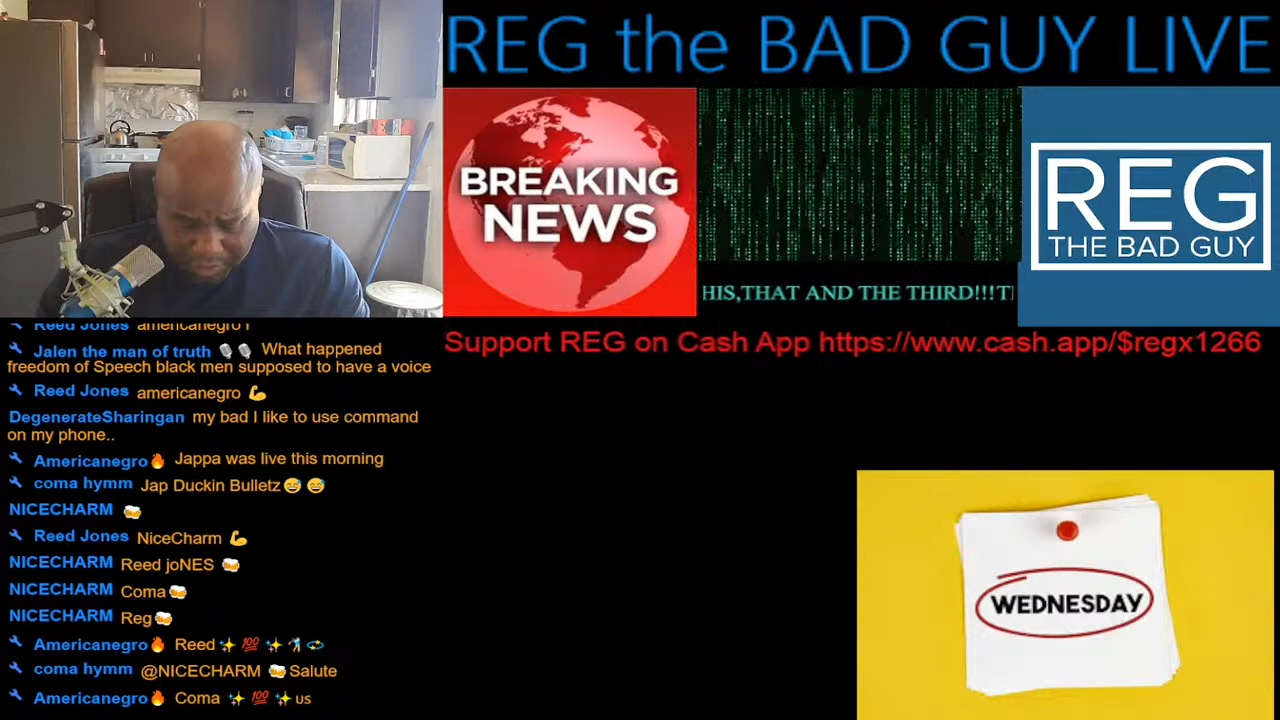 REG the BAD GUY LIVE
BREAKING
NEWS
REG
THE BAD GUY
HIS,THAT AND THE THIRD!!!T
Support REG on Cash App https://www.cash.app/$regx1266
WEDNESDAY
Reed Jones americanegro
Jalen the man of truth 🎙️🎙️ What happened
freedom of Speech black men supposed to have a voice
Reed Jones americanegro 💪
DegenerateSharingan my bad I like to use command
on my phone..
Americanegro🔥 Jappa was live this morning
coma hymm Jap Duckin Bulletz😅 😅
NICECHARM 🍻
Reed Jones NiceCharm 💪
NICECHARM Reed joNES 🍻
NICECHARM Coma🍻
NICECHARM Reg🍻
Americanegro🔥 Reed✨ 💯 ✨🏌️💫
coma hymm @NICECHARM 🍻Salute
Americanegro🔥 Coma ✨ 💯 ✨us